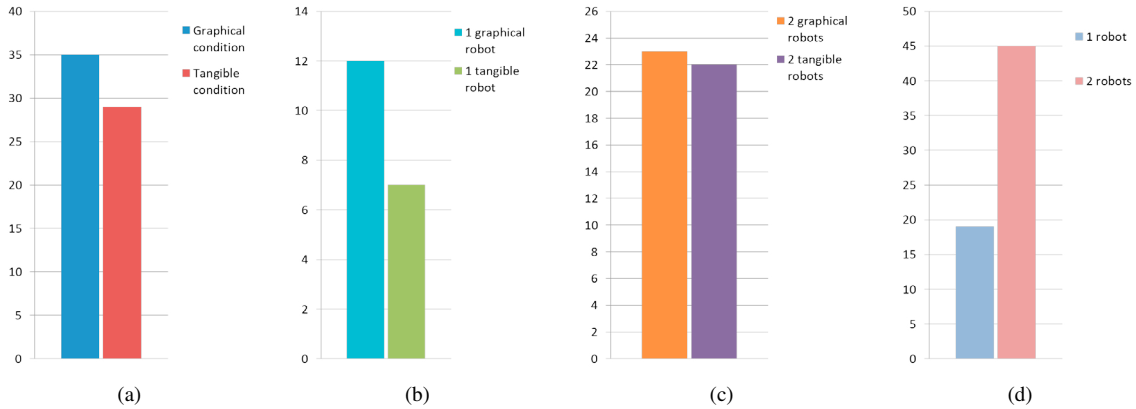 40
35
30
25
20
15
10
5
0
Graphical
condition
Tangible
condition
(a)
14
12
10
8
6
4
2
0
1 graphical
robot
1 tangible
robot
(b)
26
24
22
20
18
16
14
12
10
8
6
4
2
0
2 graphical
robots
2 tangible
robots
(c)
50
45
40
35
30
25
20
15
10
5
0
1 robot
2 robots
(d)